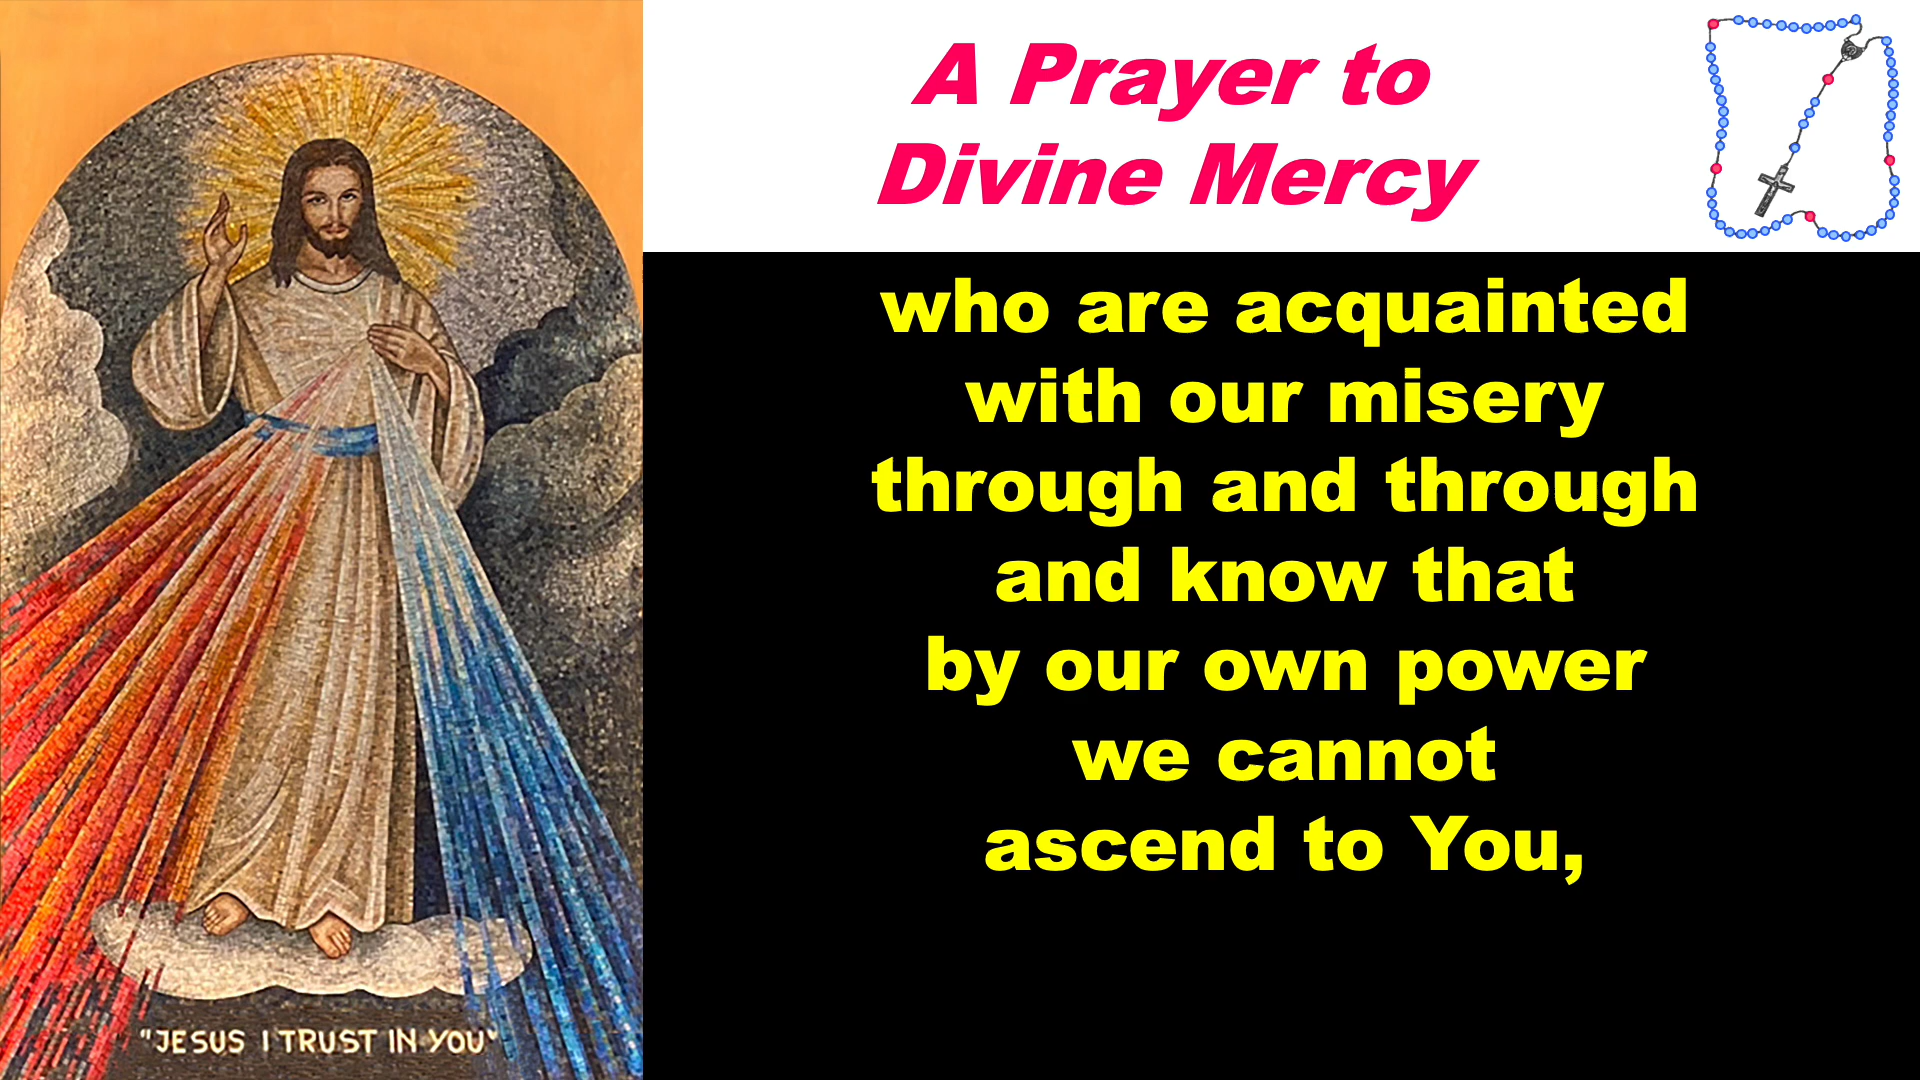 A Prayer to
Divine Mercy
who are acquainted
with our misery
through and through
and know that
by our own power
we cannot
ascend to You,
"JESUS I TRUST IN YOU"